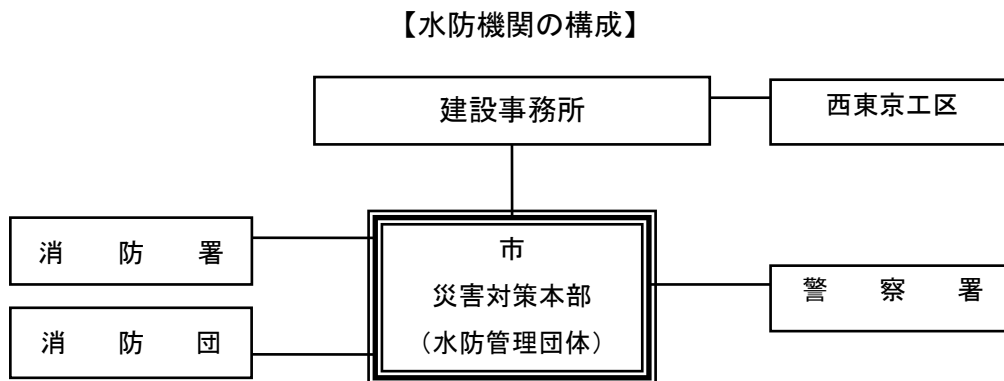 【水防機関の構成】
建設事務所
西東京工区
消防署
市
災害対策本部
（水防管理団体）
警察署
消防団